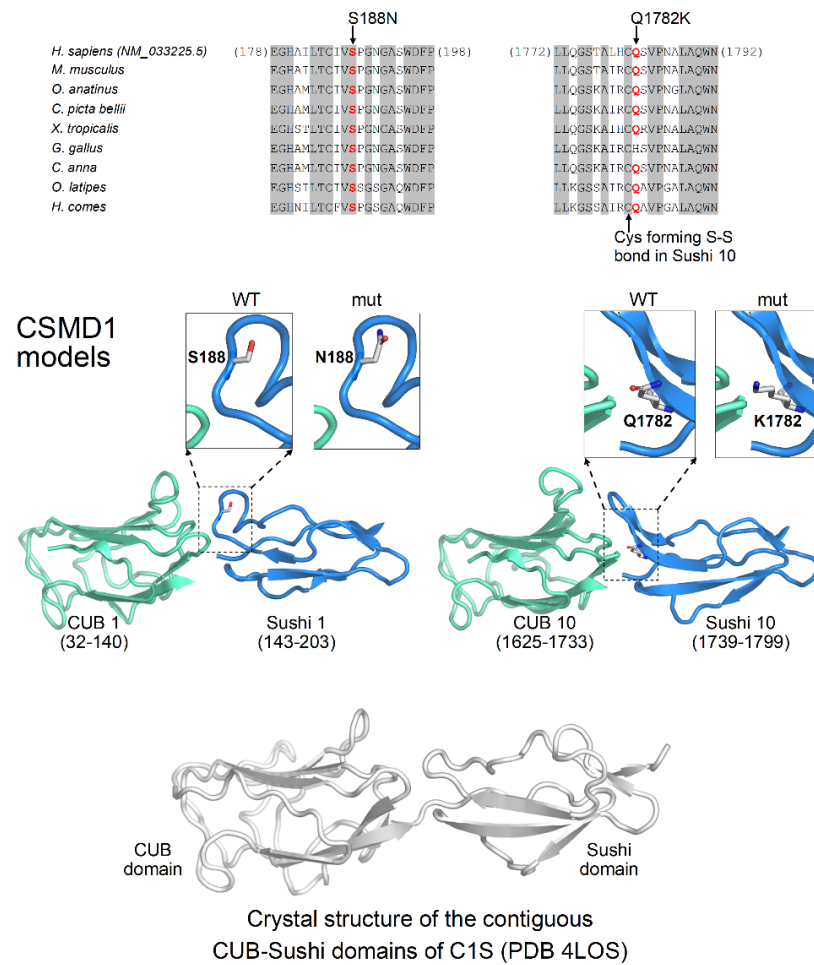 S188N Q1782K
H. sapiens (NM_033225.5) (178) EGHAILTCIVSPGNGASWDFP (198) (1772) LLQGSTALHCQSVPNALAQWN (1792)
M. musculus EGHAILTCIVSPGNGASWDFP LLQGSTAIRCQSVPNALAQWN
O. anatinus EGHAMLTCIVSPGNGASWDFP LLQGSKAIRCQSVPNGLAQWN
C. picta bellii EGHAMLTCIVSPGNGASWDFP LLQGSKAIRCQSVPNALAQWN
X. tropicalis EGHSTLTCIVSPGNGASWDFP LLQGSKAIHCQRVPNALAQWN
G. gallus EGHAMLTCIVSPGNGASWDFP LLQGSKAIRCHSVPNALAQWN
C. anna EGHAMLTCIVSPGNGASWDFP LLQGSKAIRCQSVPNALAQWN
O. latipes EGHSILTCIVSSGSGAQWDFP LLKGSSAIRCQAVPGALAQWN
H. comes EGHNILTCFVSPGSGAQWDFP LLKGSSAIRCQAVPGALAQWN
Cys forming S-S
bond in Sushi 10
CSMD1
models
WT mut WT mut
S188 N188 Q1782 K1782
CUB 1 Sushi 1 CUB 10 Sushi 10
(32-140) (143-203) (1625-1733) (1739-1799)
CUB
domain
Sushi
domain
Crystal structure of the contiguous
CUB-Sushi domains of C1S (PDB 4LOS)